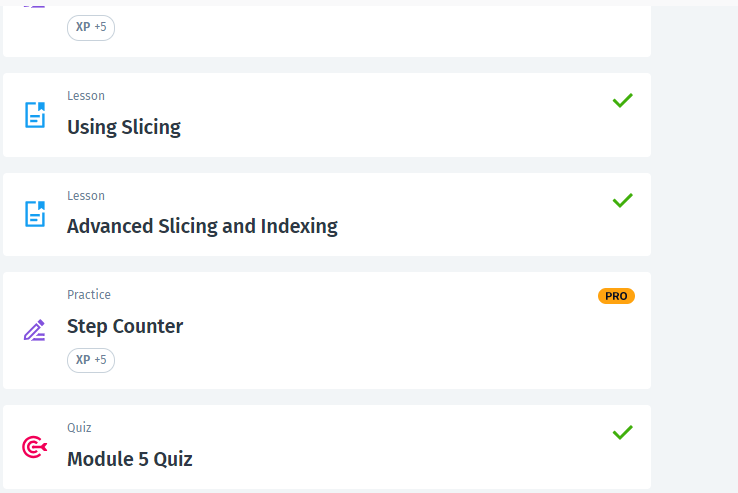 XP +5
Lesson
Using Slicing
Lesson
Advanced Slicing and Indexing
Practice
PRO
Step Counter
XP +5
Quiz
Module 5 Quiz